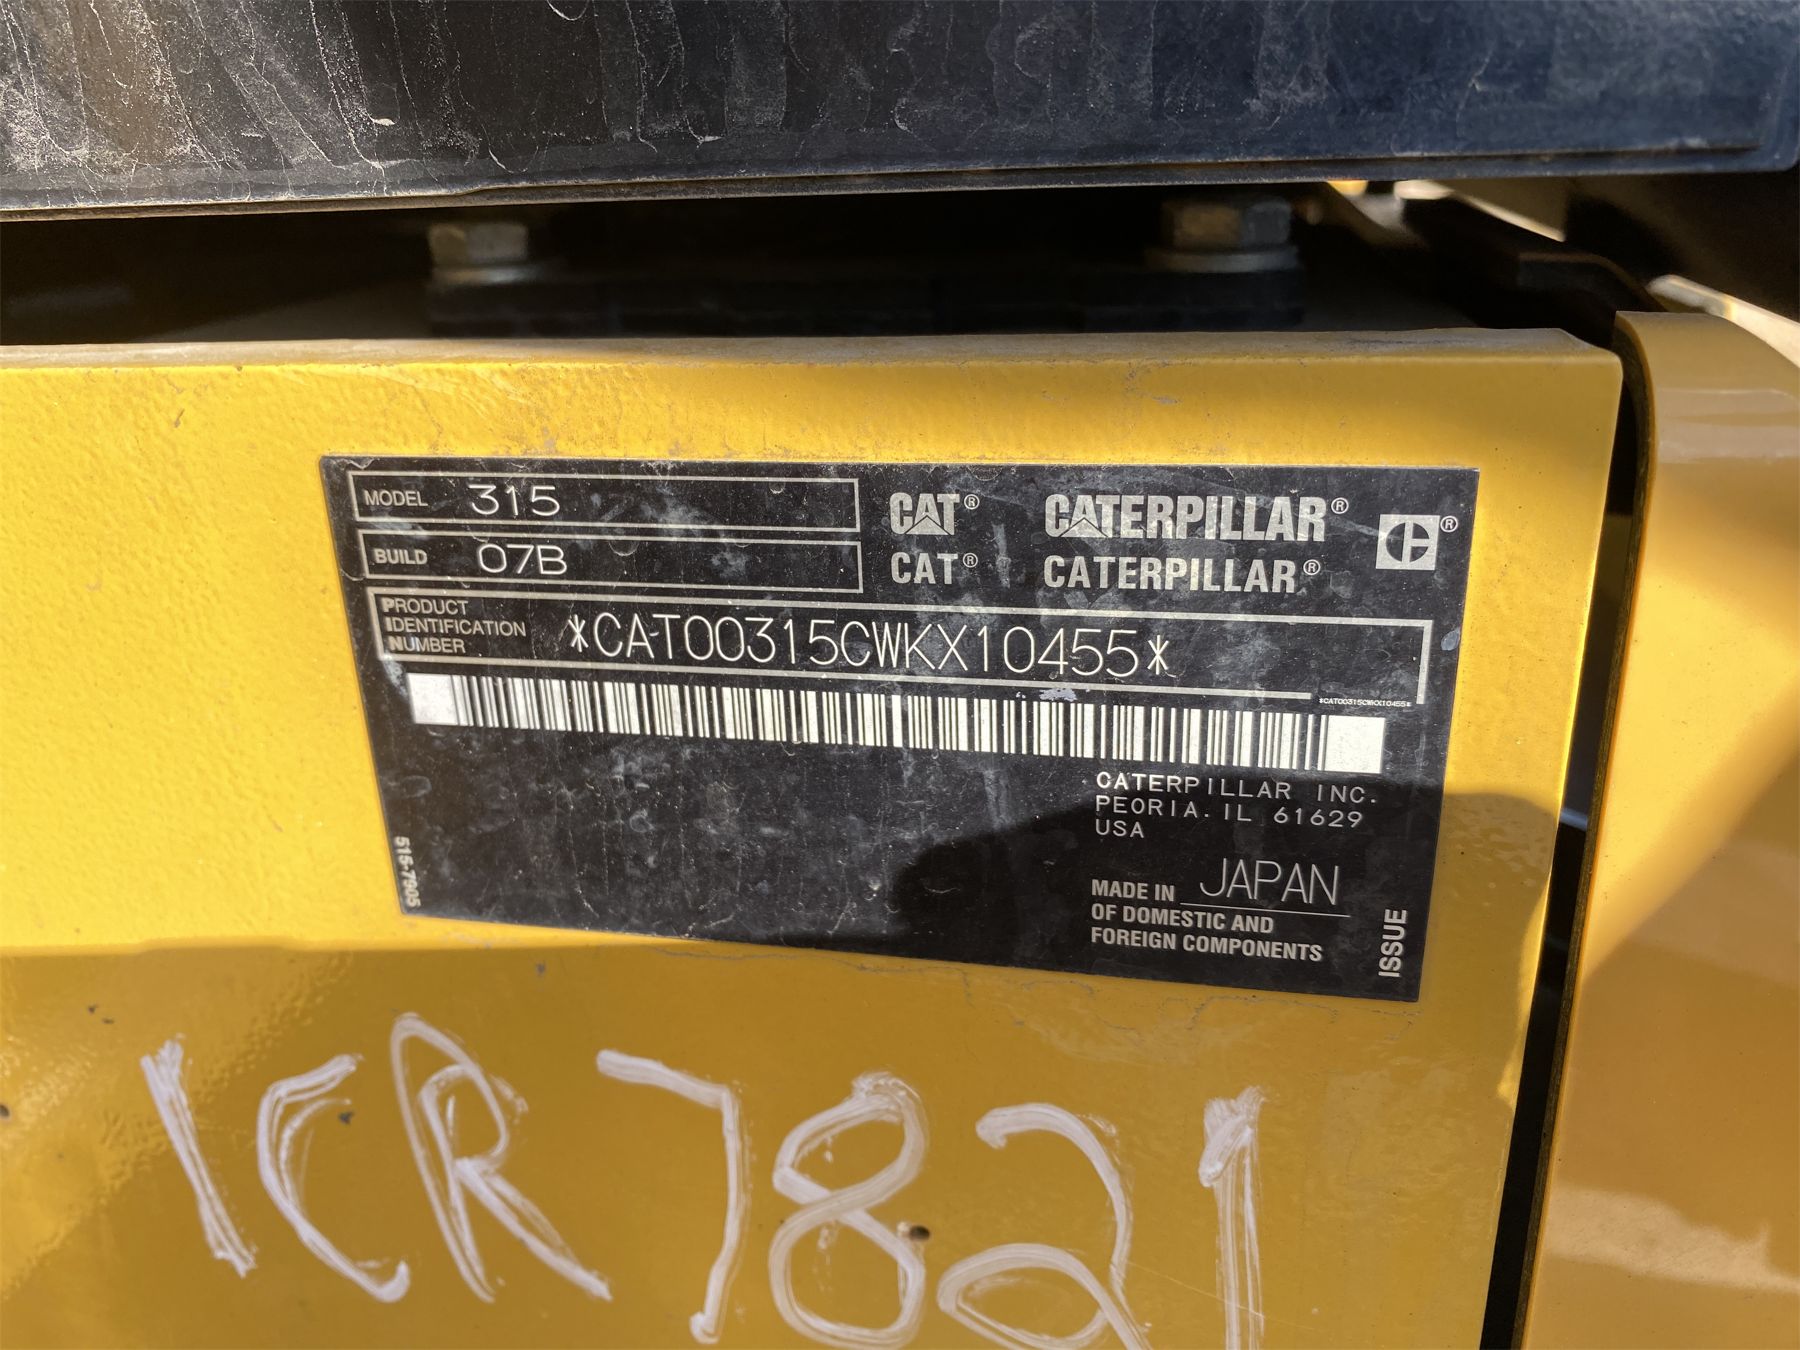 MODEL 315
BUILD 07B
CAT® CATERPILLAR® ®
CAT® CATERPILLAR®
PRODUCT
IDENTIFICATION
NUMBER
*CAT00315CWKX10455*
*CAT00315CWKX10455*
CATERPILLAR INC.
PEORIA. IL 61629
USA
515-7905
MADE IN JAPAN
OF DOMESTIC AND
FOREIGN COMPONENTS
ISSUE
1CR7821